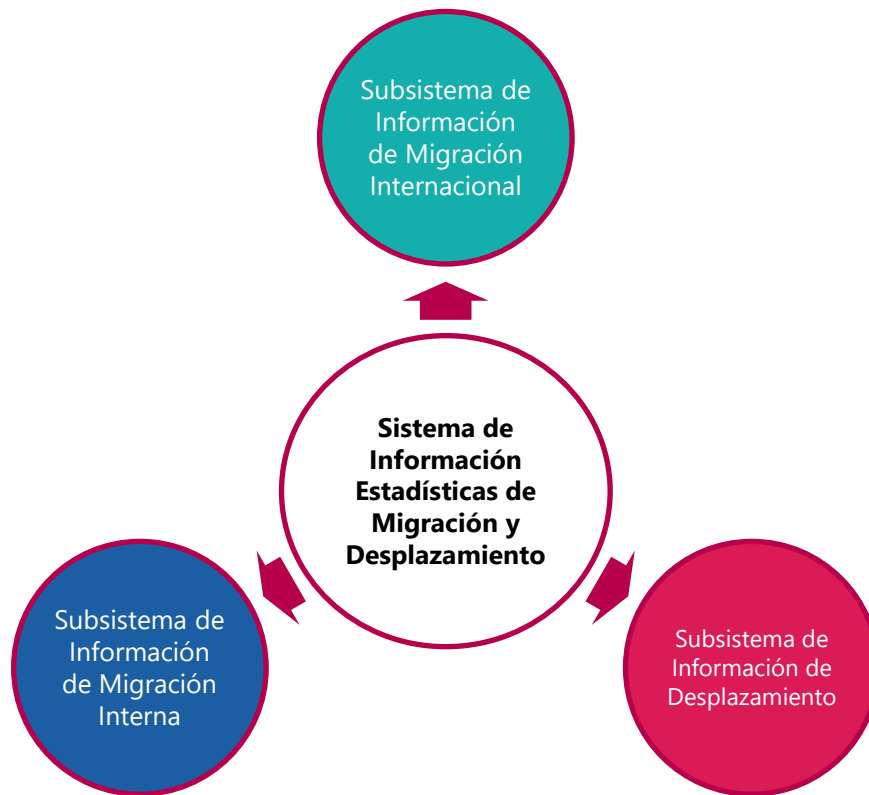 Subsistema de
Información
de Migración
Internacional
Sistema de
Información
Estadísticas de
Migración y
Desplazamiento
Subsistema de
Información
de Migración
Interna
Subsistema de
Información de
Desplazamiento